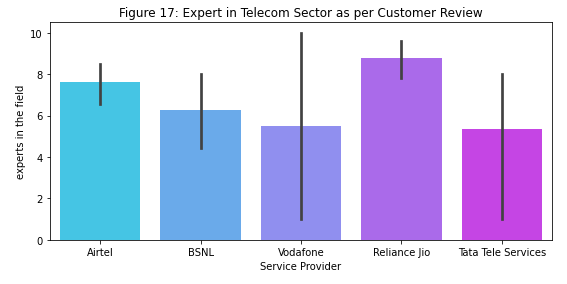 Figure 17: Expert in Telecom Sector as per Customer Review
experts in the field
10
8
6
4
2
0
Airtel BSNL Vodafone Reliance Jio Tata Tele Services
Service Provider